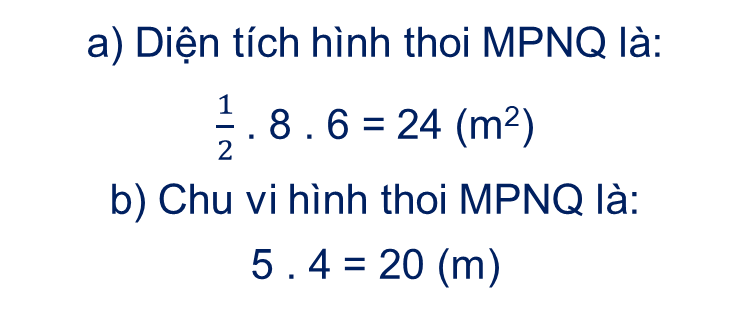 a) Diện tích hình thoi MPNQ là:
$\frac{1}{2}$ . 8 . 6 = 24 (m²)
b) Chu vi hình thoi MPNQ là:
5 . 4 = 20 (m)